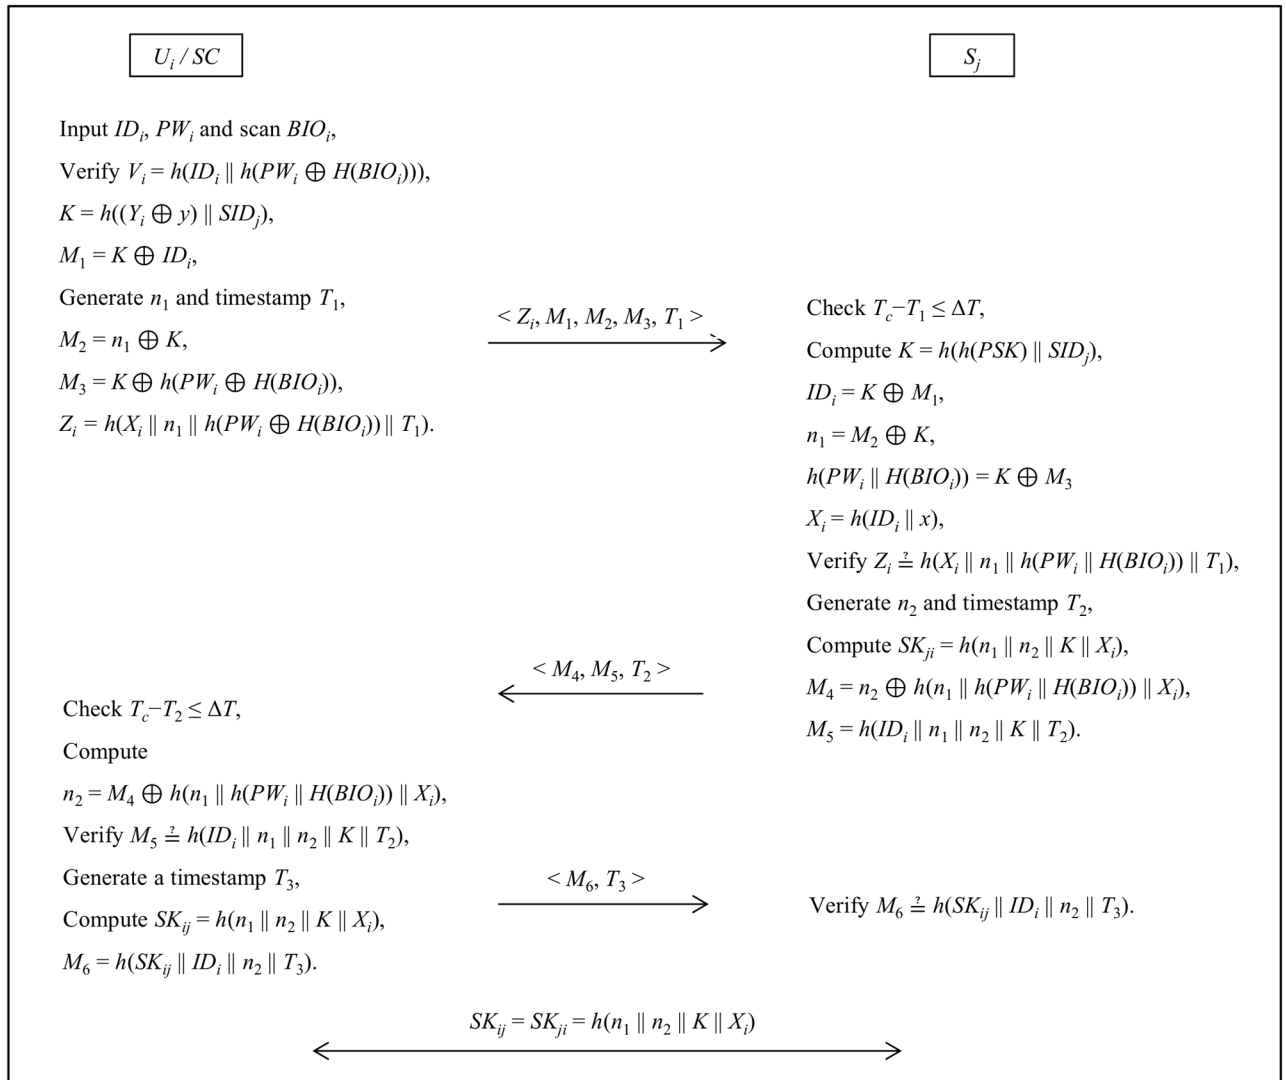 U_i / SC
S_j
Input ID_i, PW_i and scan BIO_i,
Verify V_i = h(ID_i || h(PW_i ⊕ H(BIO_i))),
K = h((Y_i ⊕ y) || SID_j),
M_1 = K ⊕ ID_i,
Generate n_1 and timestamp T_1,
M_2 = n_1 ⊕ K,
M_3 = K ⊕ h(PW_i ⊕ H(BIO_i)),
Z_i = h(X_i || n_1 || h(PW_i ⊕ H(BIO_i)) || T_1).
< Z_i, M_1, M_2, M_3, T_1 >
Check T_c−T_1 ≤ ΔT,
Compute K = h(h(PSK) || SID_j),
ID_i = K ⊕ M_1,
n_1 = M_2 ⊕ K,
h(PW_i || H(BIO_i)) = K ⊕ M_3
X_i = h(ID_i || x),
Verify Z_i ≟ h(X_i || n_1 || h(PW_i || H(BIO_i)) || T_1),
Generate n_2 and timestamp T_2,
Compute SK_ji = h(n_1 || n_2 || K || X_i),
M_4 = n_2 ⊕ h(n_1 || h(PW_i || H(BIO_i)) || X_i),
M_5 = h(ID_i || n_1 || n_2 || K || T_2).
< M_4, M_5, T_2 >
Check T_c−T_2 ≤ ΔT,
Compute
n_2 = M_4 ⊕ h(n_1 || h(PW_i || H(BIO_i)) || X_i),
Verify M_5 ≟ h(ID_i || n_1 || n_2 || K || T_2),
Generate a timestamp T_3,
Compute SK_ij = h(n_1 || n_2 || K || X_i),
M_6 = h(SK_ij || ID_i || n_2 || T_3).
< M_6, T_3 >
Verify M_6 ≟ h(SK_ij || ID_i || n_2 || T_3).
SK_ij = SK_ji = h(n_1 || n_2 || K || X_i)